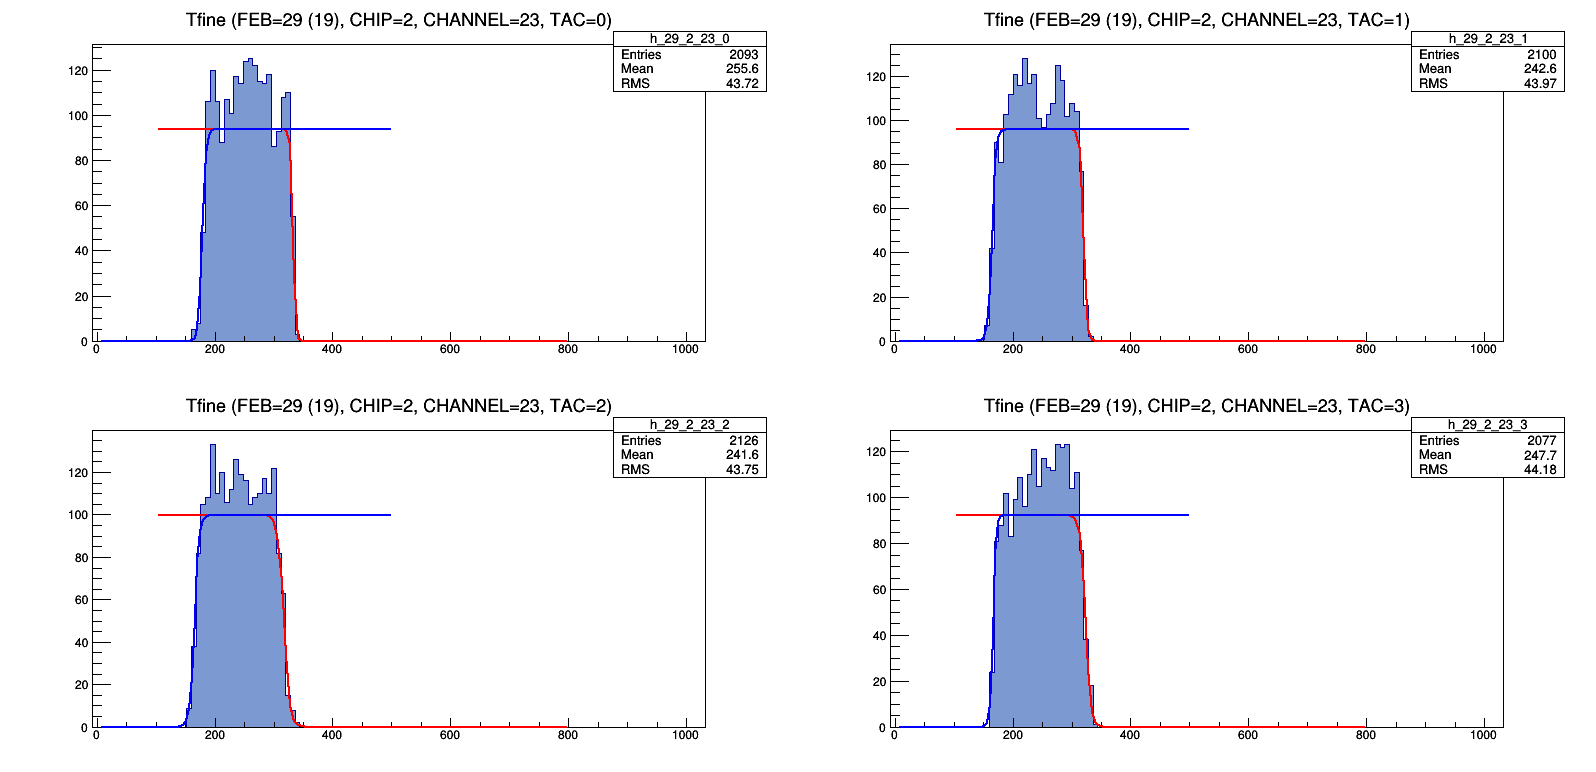 Tfine (FEB=29 (19), CHIP=2, CHANNEL=23, TAC=0)
h_29_2_23_0
Entries 2093
Mean 255.6
RMS 43.72
120
100
80
60
40
20
0
0 200 400 600 800 1000
Tfine (FEB=29 (19), CHIP=2, CHANNEL=23, TAC=1)
h_29_2_23_1
Entries 2100
Mean 242.6
RMS 43.97
120
100
80
60
40
20
0
0 200 400 600 800 1000
Tfine (FEB=29 (19), CHIP=2, CHANNEL=23, TAC=2)
h_29_2_23_2
Entries 2126
Mean 241.6
RMS 43.75
120
100
80
60
40
20
0
0 200 400 600 800 1000
Tfine (FEB=29 (19), CHIP=2, CHANNEL=23, TAC=3)
h_29_2_23_3
Entries 2077
Mean 247.7
RMS 44.18
120
100
80
60
40
20
0
0 200 400 600 800 1000